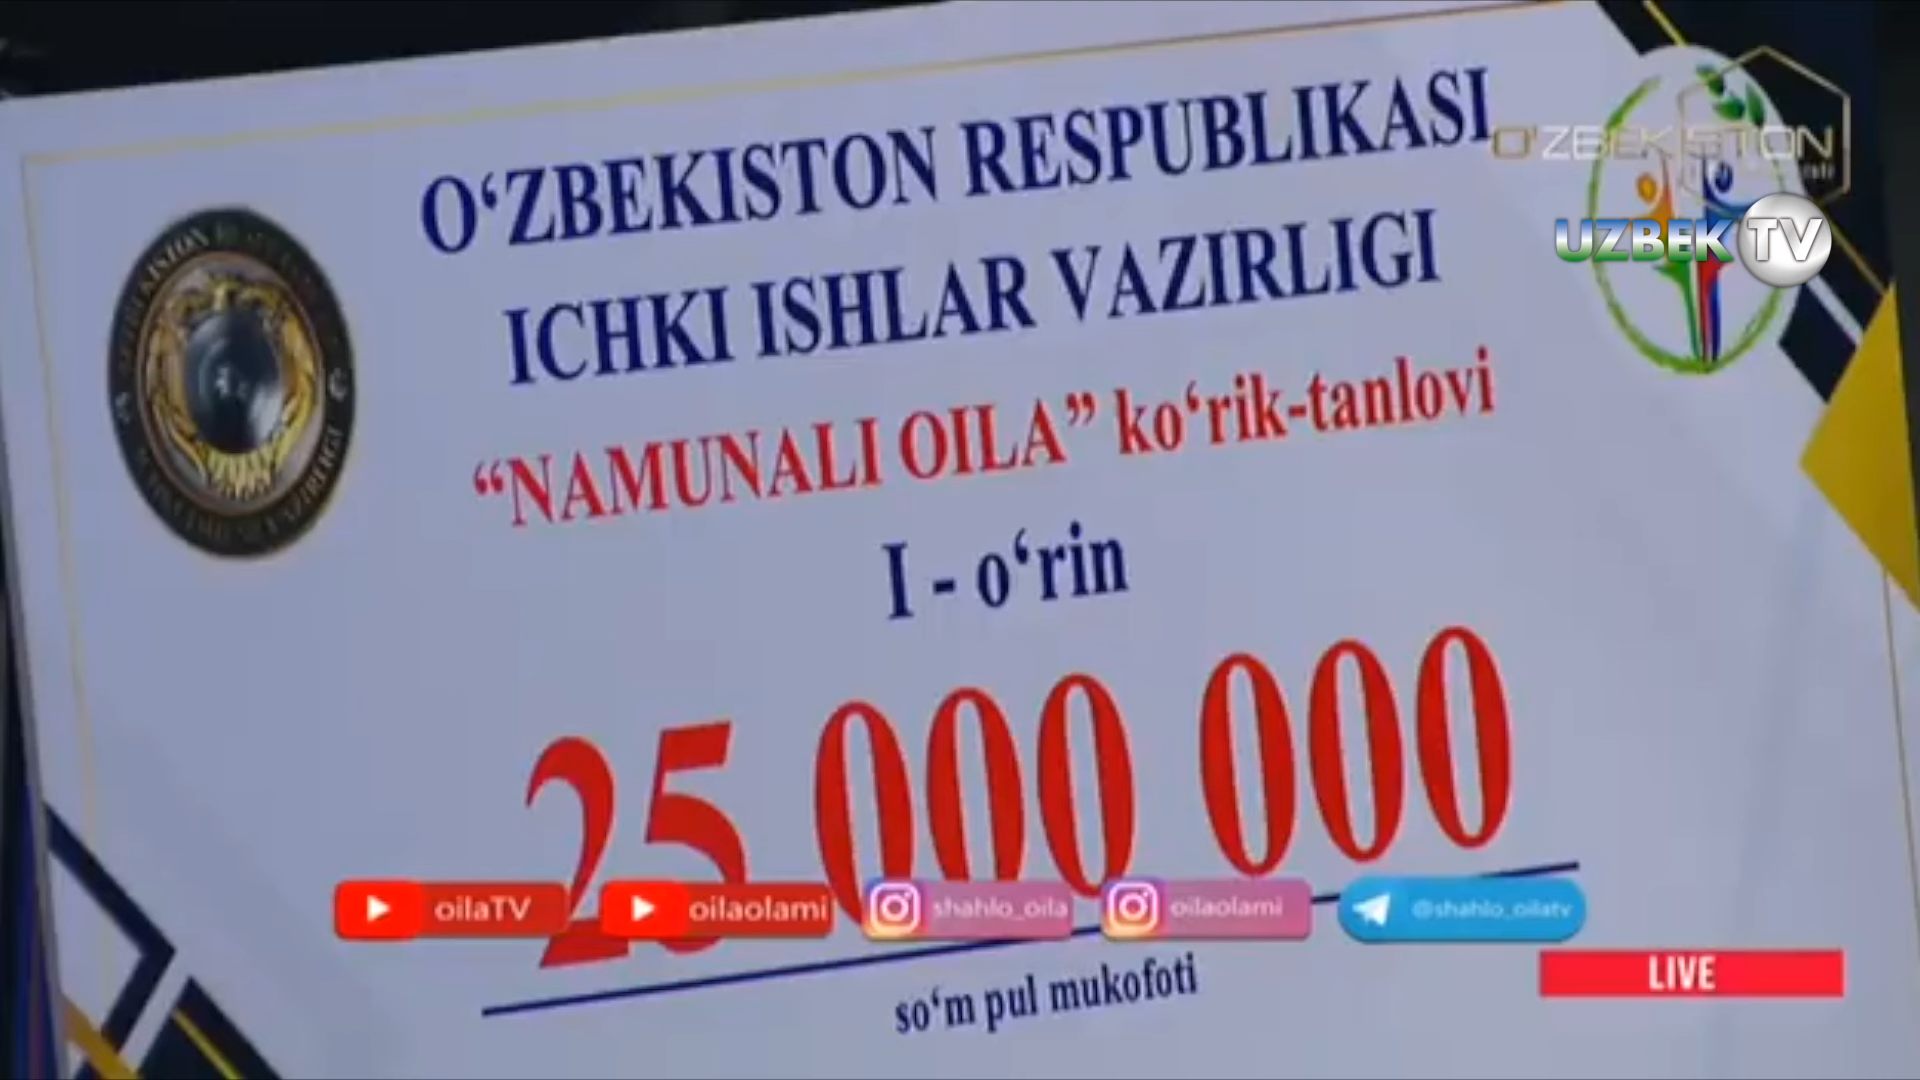 O‘ZBEKISTON RESPUBLIKASI
O'ZBEKISTON
ICHKI ISHLAR VAZIRLIGI
UZBEK TV
“NAMUNALI OILA” ko‘rik-tanlovi
I - o‘rin
25 000 000
oilaTV
oilaolami
shahlo_oila
oilaolami
@shahlo_oilatv
so‘m pul mukofoti
LIVE